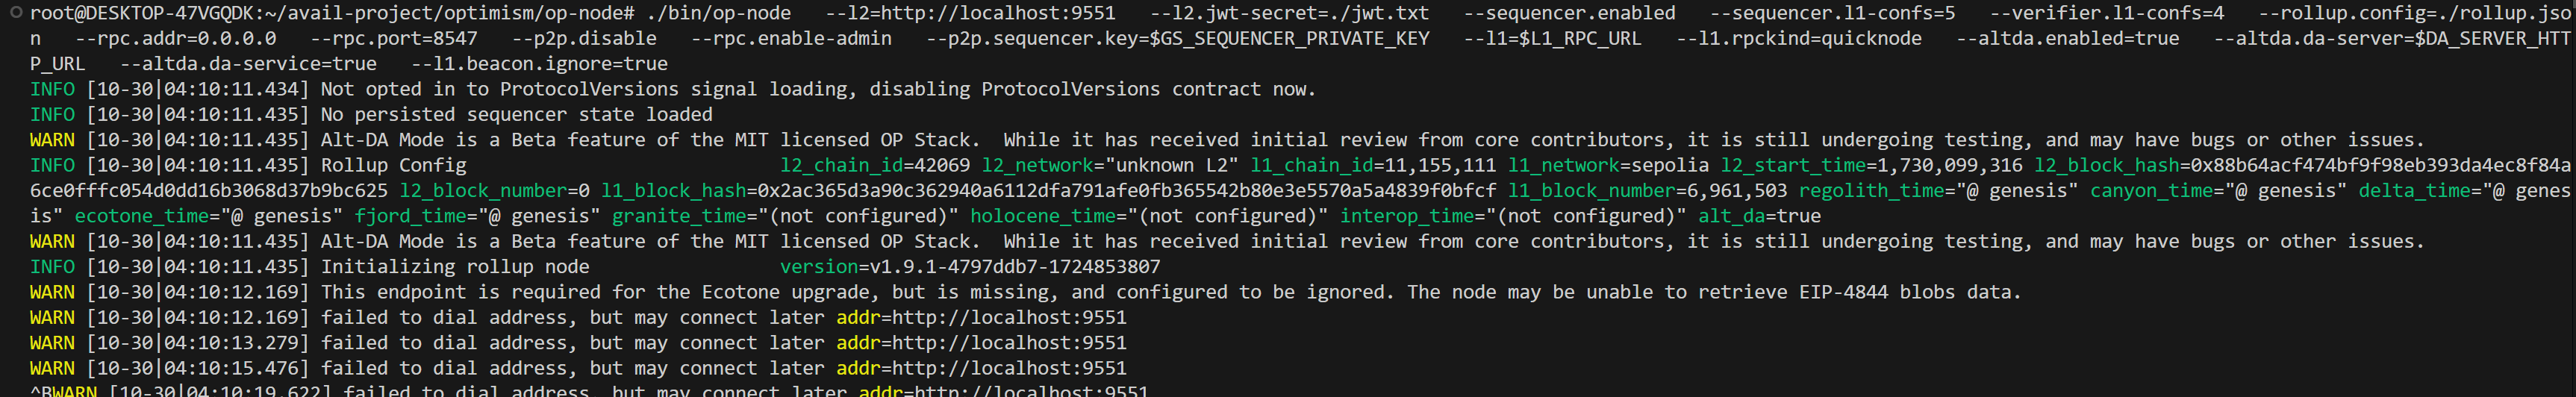 root@DESKTOP-47VGQDK:~/avail-project/optimism/op-node# ./bin/op-node   --l2=http://localhost:9551   --l2.jwt-secret=./jwt.txt   --sequencer.enabled   --sequencer.l1-confs=5   --verifier.l1-confs=4   --rollup.config=./rollup.jso
n   --rpc.addr=0.0.0.0   --rpc.port=8547   --p2p.disable   --rpc.enable-admin   --p2p.sequencer.key=$GS_SEQUENCER_PRIVATE_KEY   --l1=$L1_RPC_URL   --l1.rpckind=quicknode   --altda.enabled=true   --altda.da-server=$DA_SERVER_HTT
P_URL   --altda.da-service=true   --l1.beacon.ignore=true
INFO [10-30|04:10:11.434] Not opted in to ProtocolVersions signal loading, disabling ProtocolVersions contract now.
INFO [10-30|04:10:11.435] No persisted sequencer state loaded
WARN [10-30|04:10:11.435] Alt-DA Mode is a Beta feature of the MIT licensed OP Stack.  While it has received initial review from core contributors, it is still undergoing testing, and may have bugs or other issues.
INFO [10-30|04:10:11.435] Rollup Config                            l2_chain_id=42069 l2_network="unknown L2" l1_chain_id=11,155,111 l1_network=sepolia l2_start_time=1,730,099,316 l2_block_hash=0x88b64acf474bf9f98eb393da4ec8f84a
6ce0fffc054d0dd16b3068d37b9bc625 l2_block_number=0 l1_block_hash=0x2ac365d3a90c362940a6112dfa791afe0fb365542b80e3e5570a5a4839f0bfcf l1_block_number=6,961,503 regolith_time="@ genesis" canyon_time="@ genesis" delta_time="@ genes
is" ecotone_time="@ genesis" fjord_time="@ genesis" granite_time="(not configured)" holocene_time="(not configured)" interop_time="(not configured)" alt_da=true
WARN [10-30|04:10:11.435] Alt-DA Mode is a Beta feature of the MIT licensed OP Stack.  While it has received initial review from core contributors, it is still undergoing testing, and may have bugs or other issues.
INFO [10-30|04:10:11.435] Initializing rollup node                 version=v1.9.1-4797ddb7-1724853807
WARN [10-30|04:10:12.169] This endpoint is required for the Ecotone upgrade, but is missing, and configured to be ignored. The node may be unable to retrieve EIP-4844 blobs data.
WARN [10-30|04:10:12.169] failed to dial address, but may connect later addr=http://localhost:9551
WARN [10-30|04:10:13.279] failed to dial address, but may connect later addr=http://localhost:9551
WARN [10-30|04:10:15.476] failed to dial address, but may connect later addr=http://localhost:9551
^BWARN [10-30|04:10:19.622] failed to dial address, but may connect later addr=http://localhost:9551